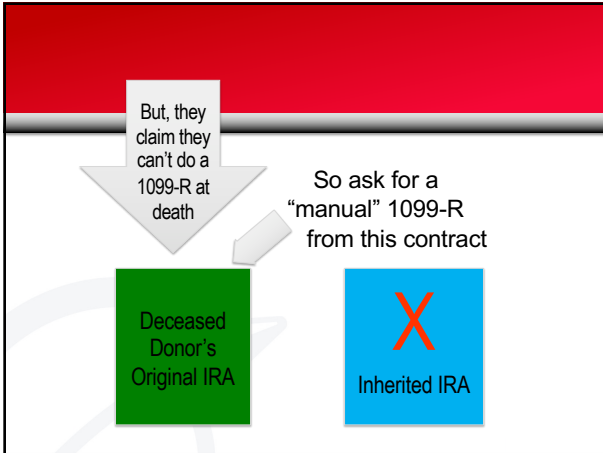 But, they
claim they
can't do a
1099-R at
death
So ask for a
“manual” 1099-R
from this contract
Deceased
Donor's
Original IRA
X
Inherited IRA